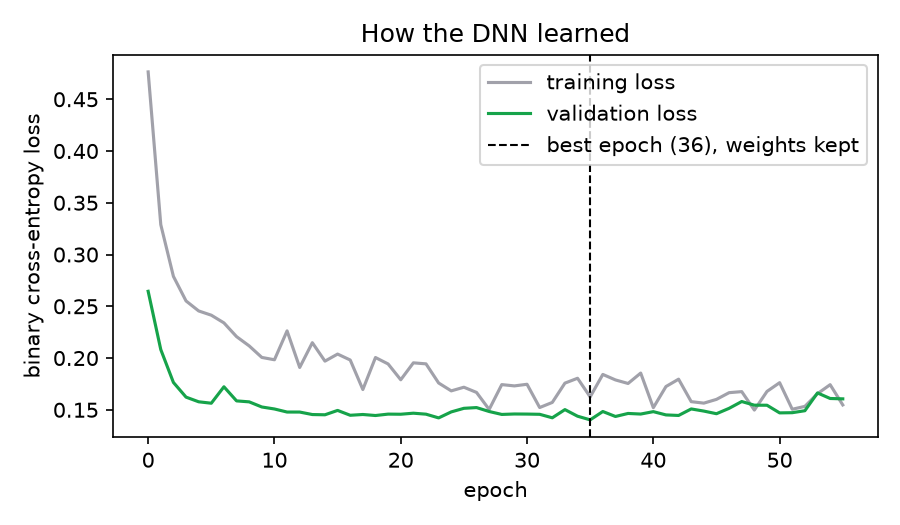 How the DNN learned
training loss
validation loss
best epoch (36), weights kept
binary cross-entropy loss
0.45
0.40
0.35
0.30
0.25
0.20
0.15
0 10 20 30 40 50
epoch